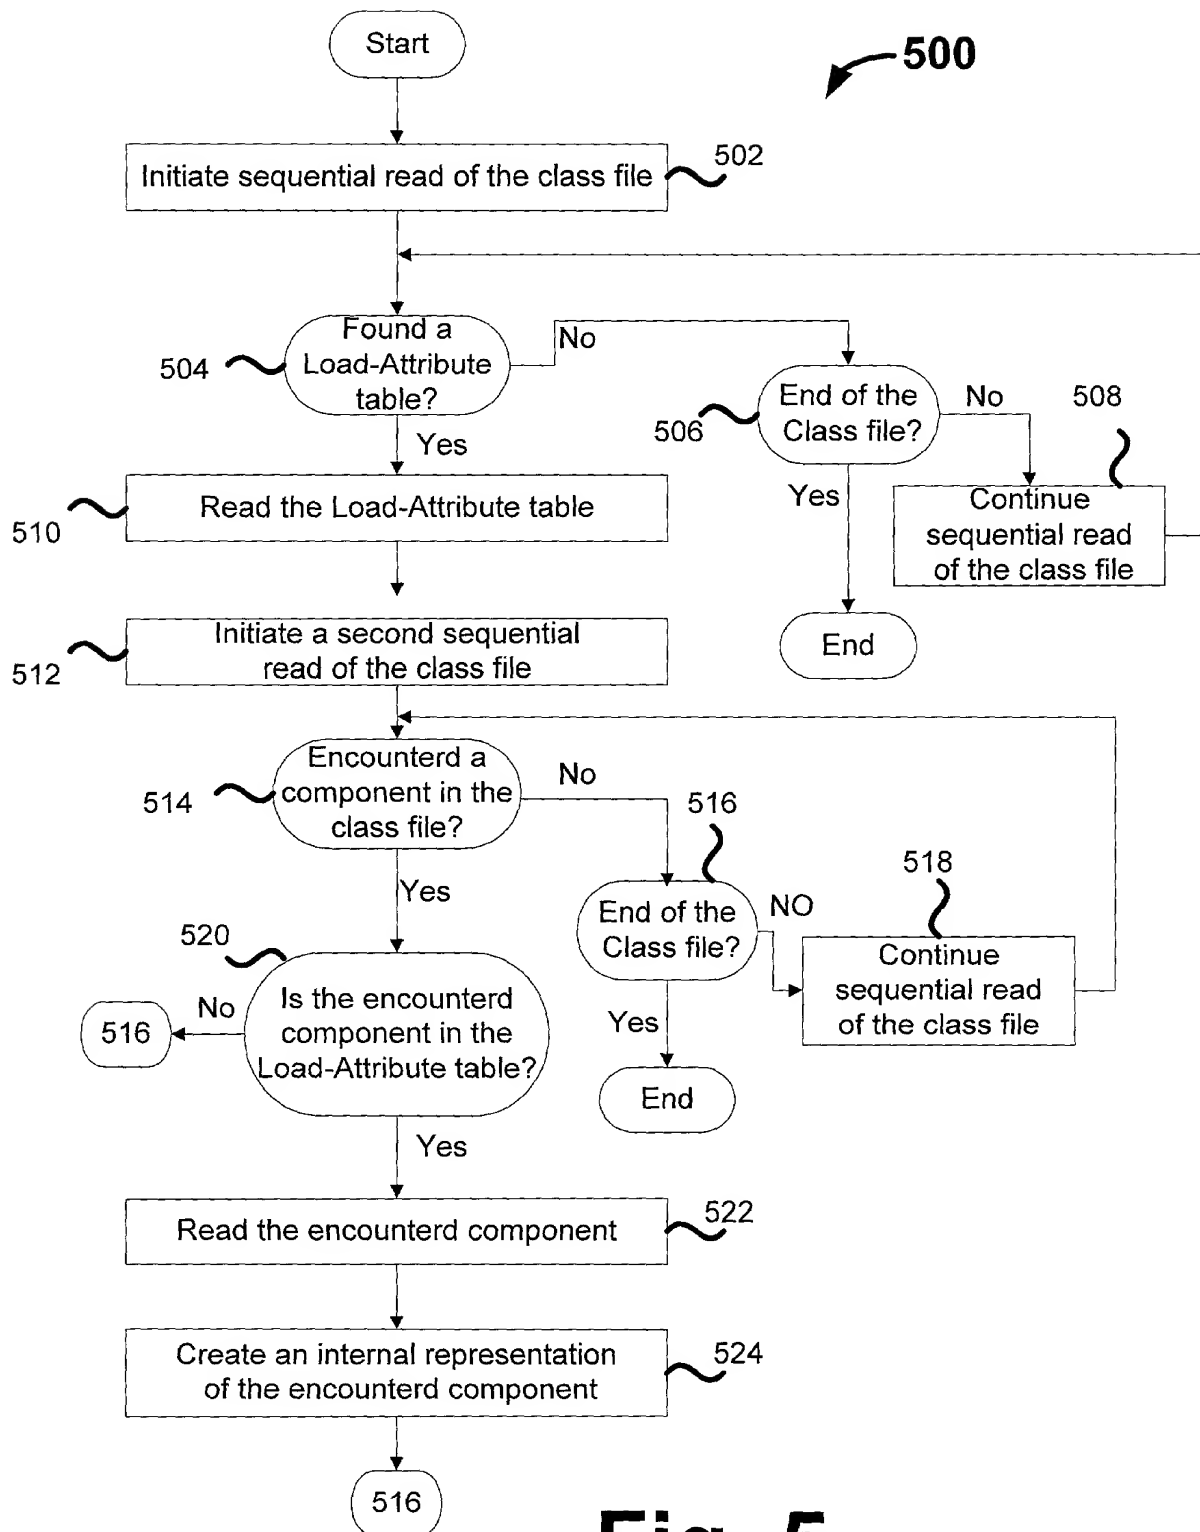 Start
500
Initiate sequential read of the class file
502
Found a
Load-Attribute
table?
504
No
End of the
Class file?
506
No
508
Yes
Yes
Continue
sequential read
of the class file
Read the Load-Attribute table
510
End
Initiate a second sequential
read of the class file
512
Encounterd a
component in the
class file?
514
No
516
End of the
Class file?
NO
518
Continue
sequential read
of the class file
Yes
Yes
End
520
Is the encounterd
component in the
Load-Attribute table?
No
516
Yes
Read the encounterd component
522
Create an internal representation
of the encounterd component
524
516
Fig. 5